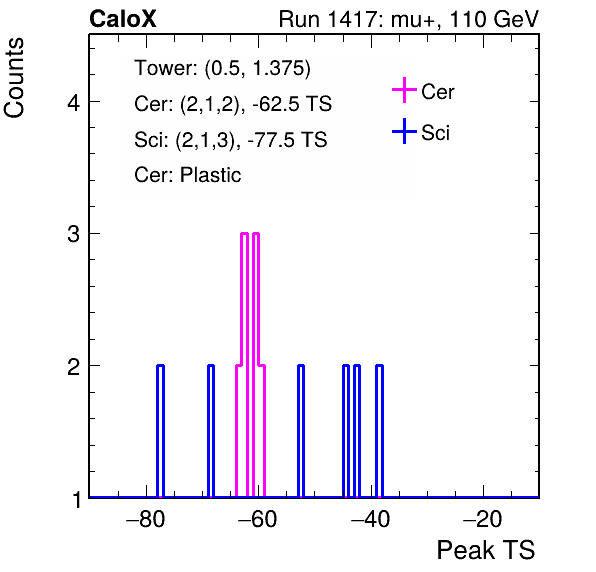 CaloX Run 1417: mu+, 110 GeV
Counts
Tower: (0.5, 1.375)
Cer: (2,1,2), -62.5 TS
Sci: (2,1,3), -77.5 TS
Cer: Plastic
Cer
Sci
4
3
2
1
−80 −60 −40 −20
Peak TS